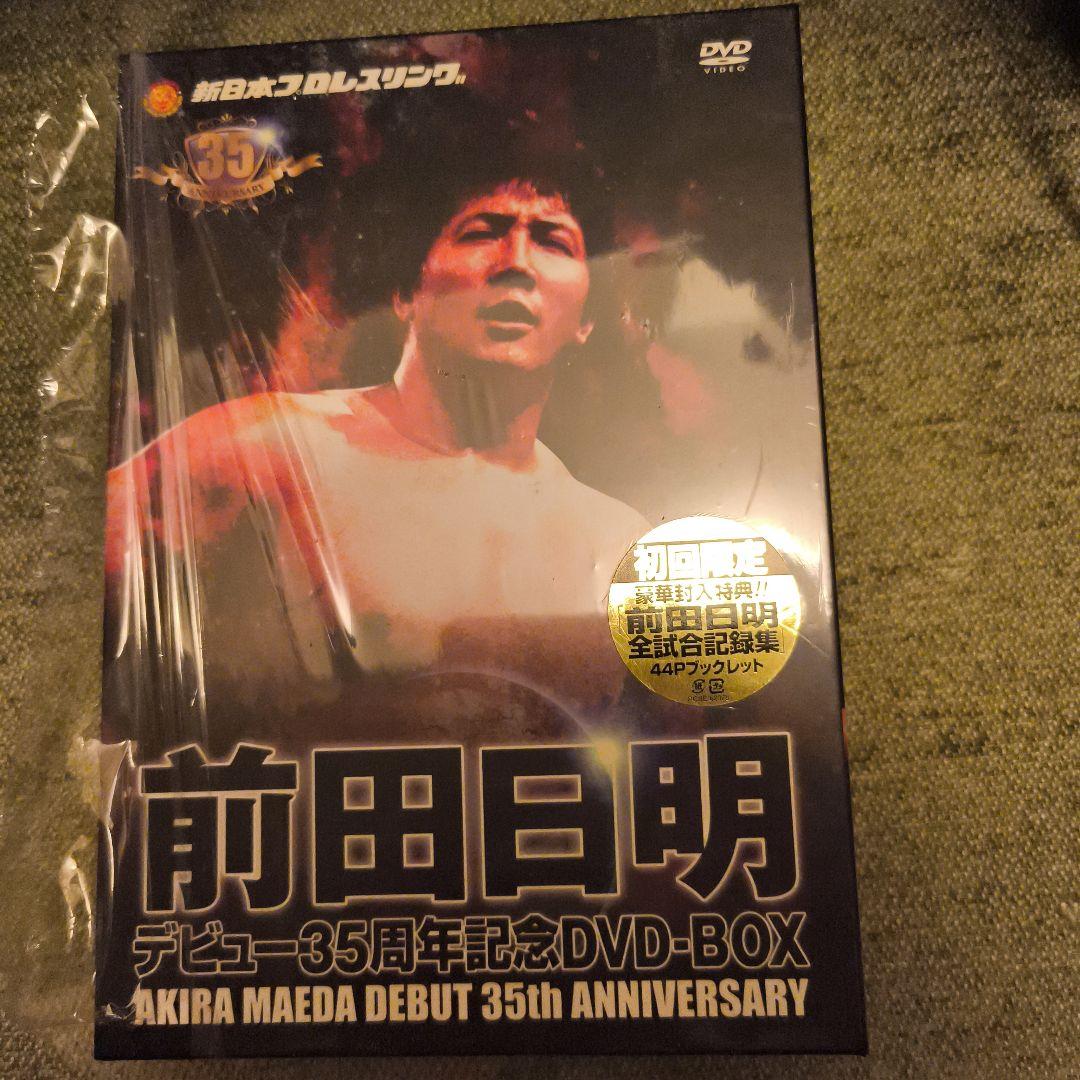 新日本プロレスリング
DVD
VIDEO
35
ANNIVERSARY
初回限定
豪華封入特典!!
「前田日明
全試合記録集」
44Pブックレット
前田日明
デビュー35周年記念DVD-BOX
AKIRA MAEDA DEBUT 35th ANNIVERSARY